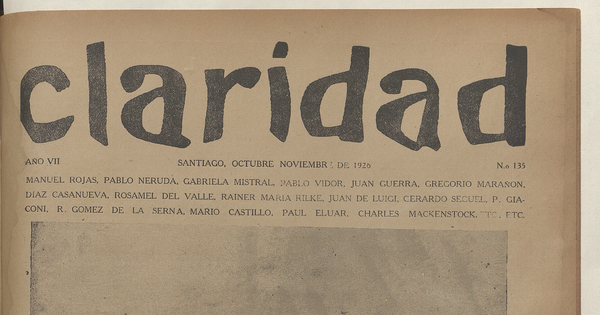 claridad
AÑO VII SANTIAGO, OCTUBRE NOVIEMBRE DE 1926 N.o 135
MANUEL ROJAS, PABLO NERUDA, GABRIELA MISTRAL, PABLO VIDOR, JUAN GUERRA, GREGORIO MARAÑON,
DIAZ CASANUEVA, ROSAMEL DEL VALLE, RAINER MARIA RILKE, JUAN DE LUIGI, GERARDO SEGUEL, P. GIA-
CONI, R. GOMEZ DE LA SERNA, MARIO CASTILLO, PAUL ELUAR, CHARLES MACKENSTOCK, ETC., ETC.